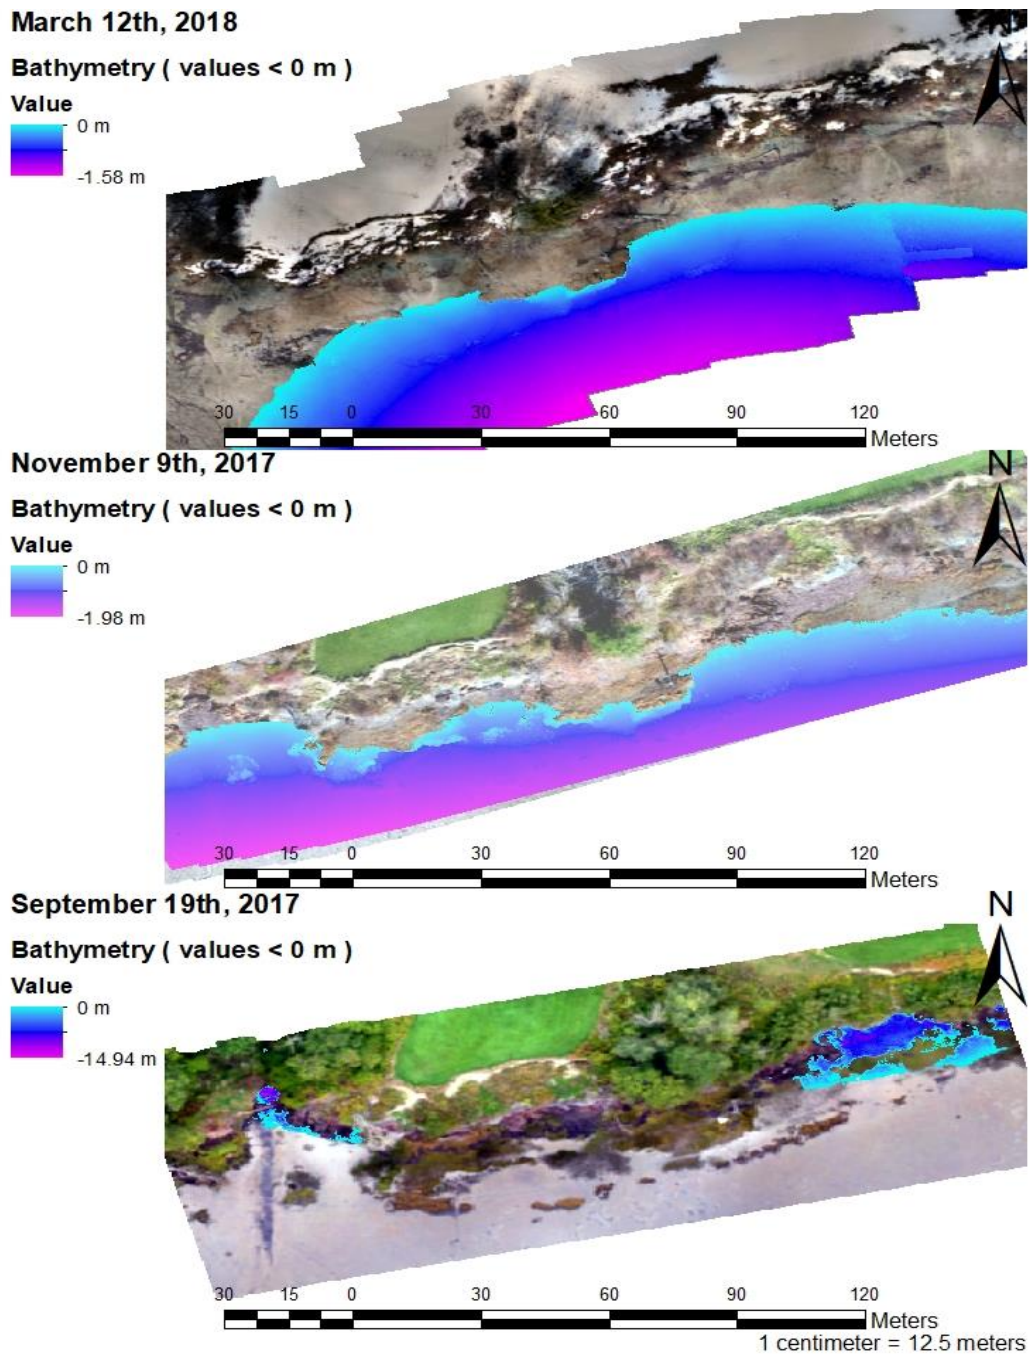 March 12th, 2018
Bathymetry ( values < 0 m )
Value
0 m
-1.58 m
N
30 15 0 30 60 90 120
Meters
November 9th, 2017
Bathymetry ( values < 0 m )
Value
0 m
-1.98 m
N
30 15 0 30 60 90 120
Meters
September 19th, 2017
Bathymetry ( values < 0 m )
Value
0 m
-14.94 m
N
30 15 0 30 60 90 120
Meters
1 centimeter = 12.5 meters